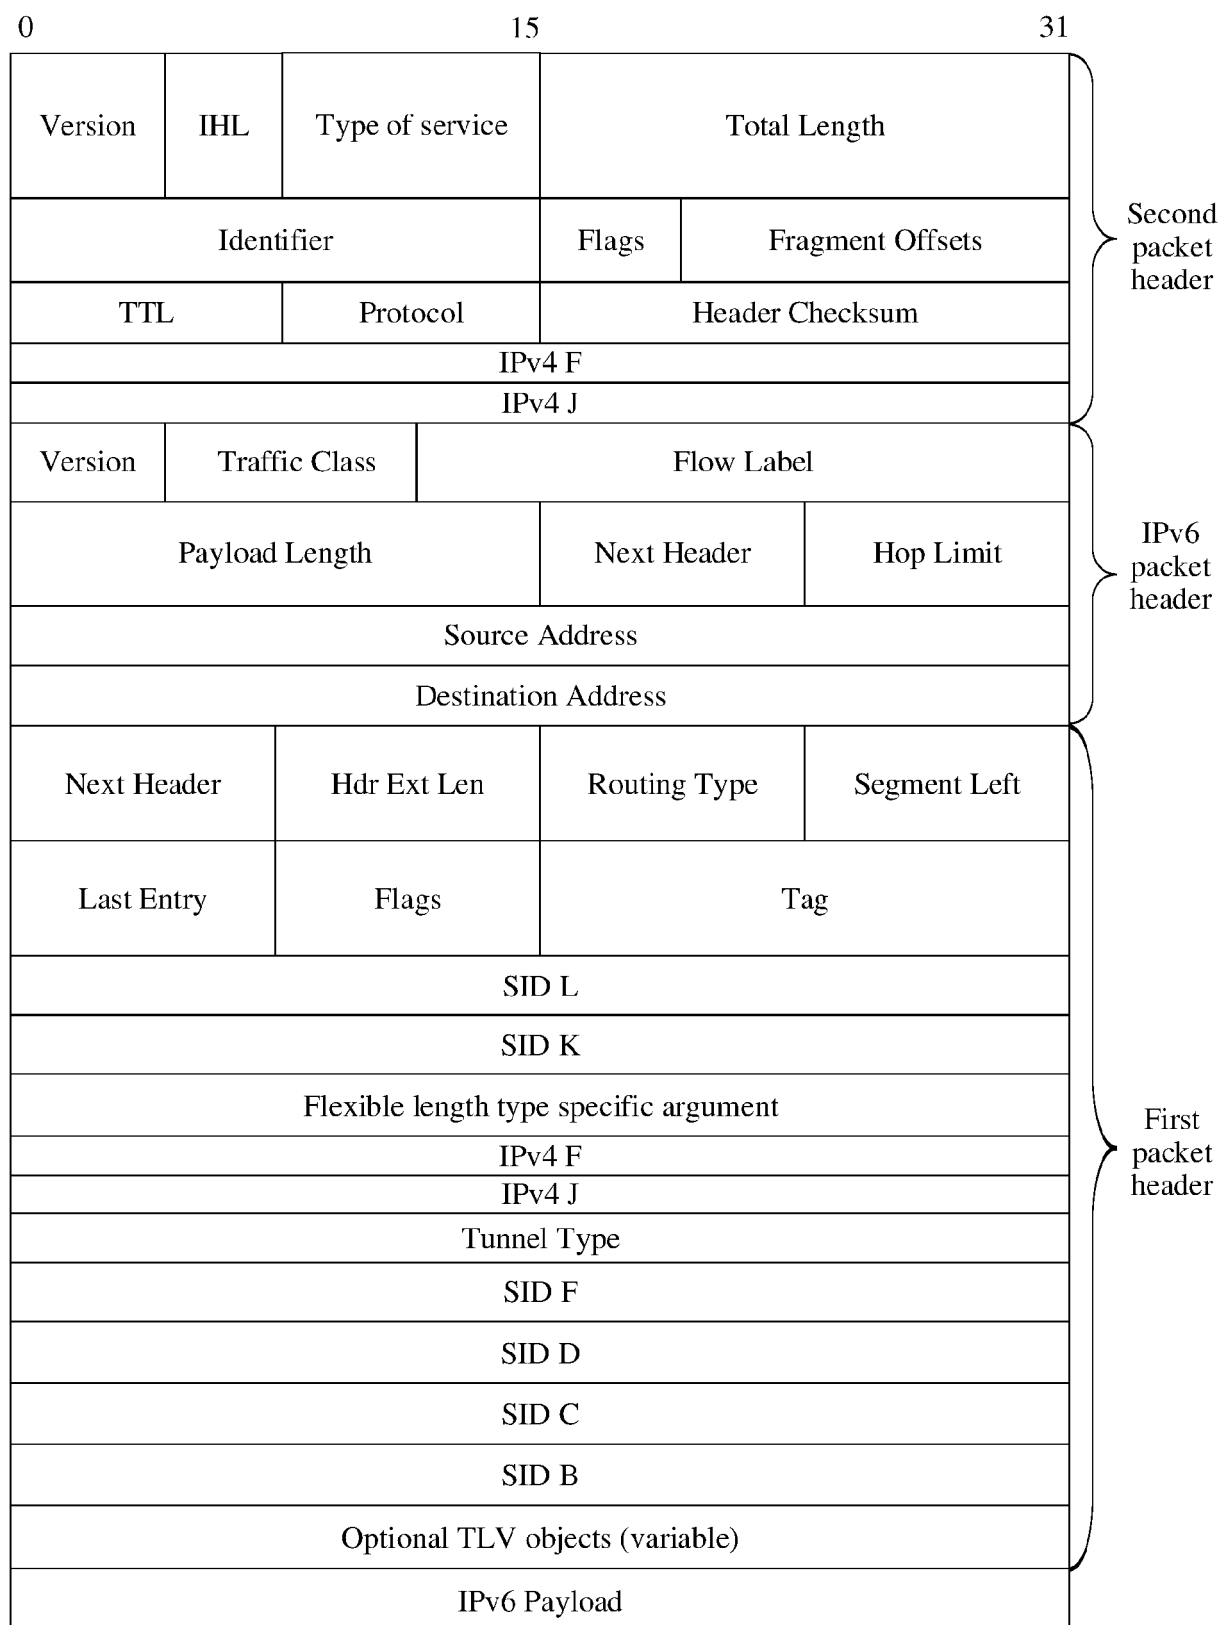 0 15 31
Version IHL Type of service Total Length
Second
packet
header
Identifier Flags Fragment Offsets
TTL Protocol Header Checksum
IPv4 F
IPv4 J
Version Traffic Class Flow Label
IPv6
packet
header
Payload Length Next Header Hop Limit
Source Address
Destination Address
Next Header Hdr Ext Len Routing Type Segment Left
Last Entry Flags Tag
SID L
SID K
Flexible length type specific argument
First
packet
header
IPv4 F
IPv4 J
Tunnel Type
SID F
SID D
SID C
SID B
Optional TLV objects (variable)
IPv6 Payload